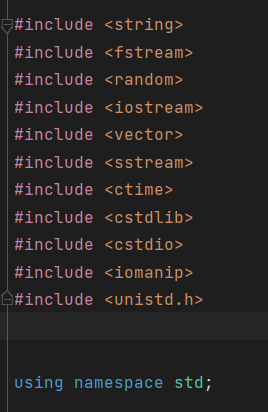 #include <string>
#include <fstream>
#include <random>
#include <iostream>
#include <vector>
#include <sstream>
#include <ctime>
#include <cstdlib>
#include <cstdio>
#include <iomanip>
#include <unistd.h>
using namespace std;